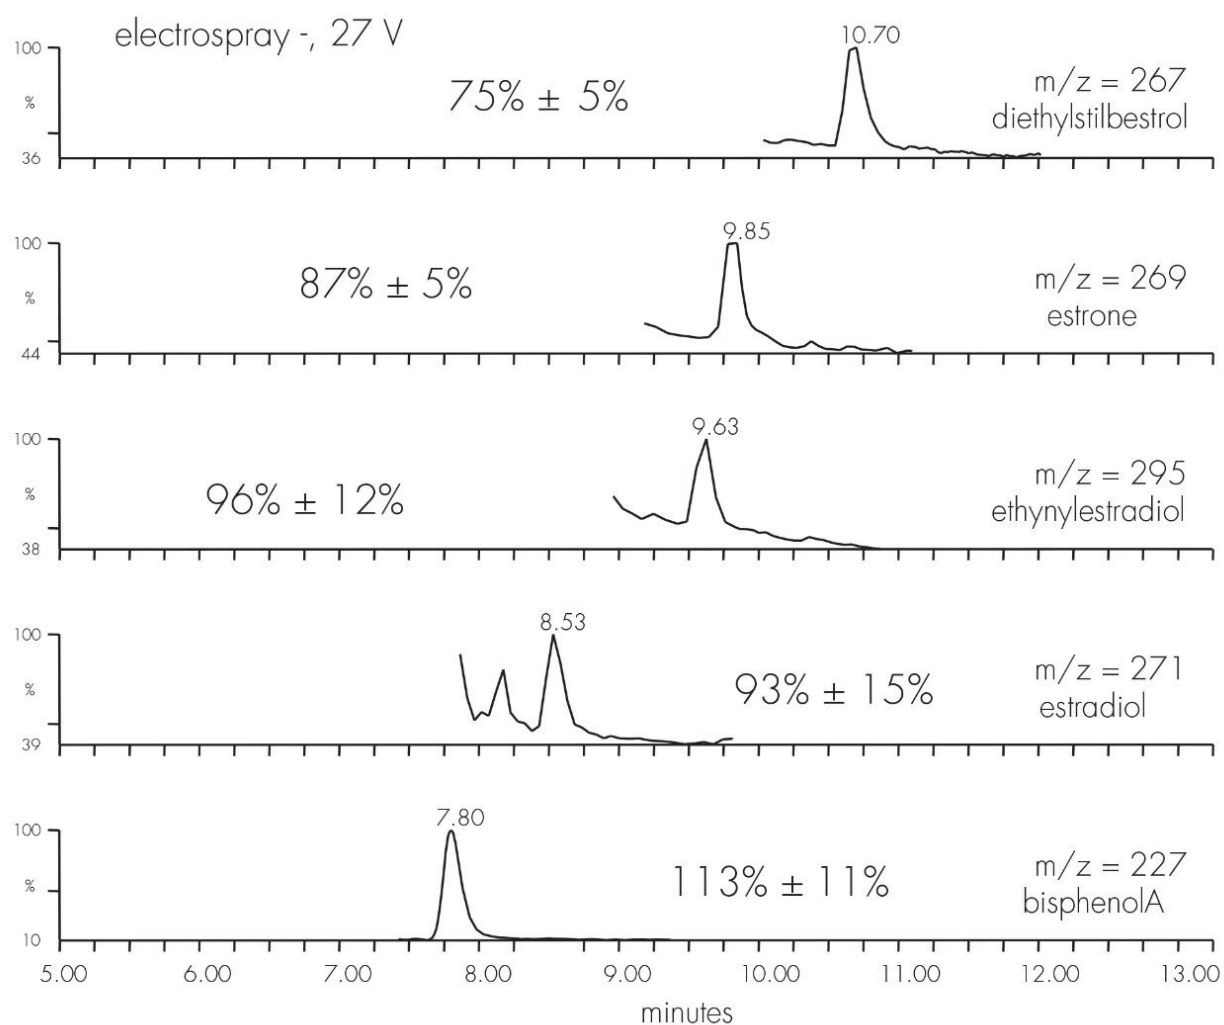 electrospray -, 27 V
10.70
100
75% ± 5%
m/z = 267
%
diethylstilbestrol
36
9.85
100
87% ± 5%
m/z = 269
%
estrone
44
9.63
100
96% ± 12%
m/z = 295
%
ethynylestradiol
38
8.53
100
93% ± 15%
m/z = 271
%
estradiol
39
7.80
100
113% ± 11%
m/z = 227
%
bisphenolA
10
5.00 6.00 7.00 8.00 9.00 10.00 11.00 12.00 13.00
minutes